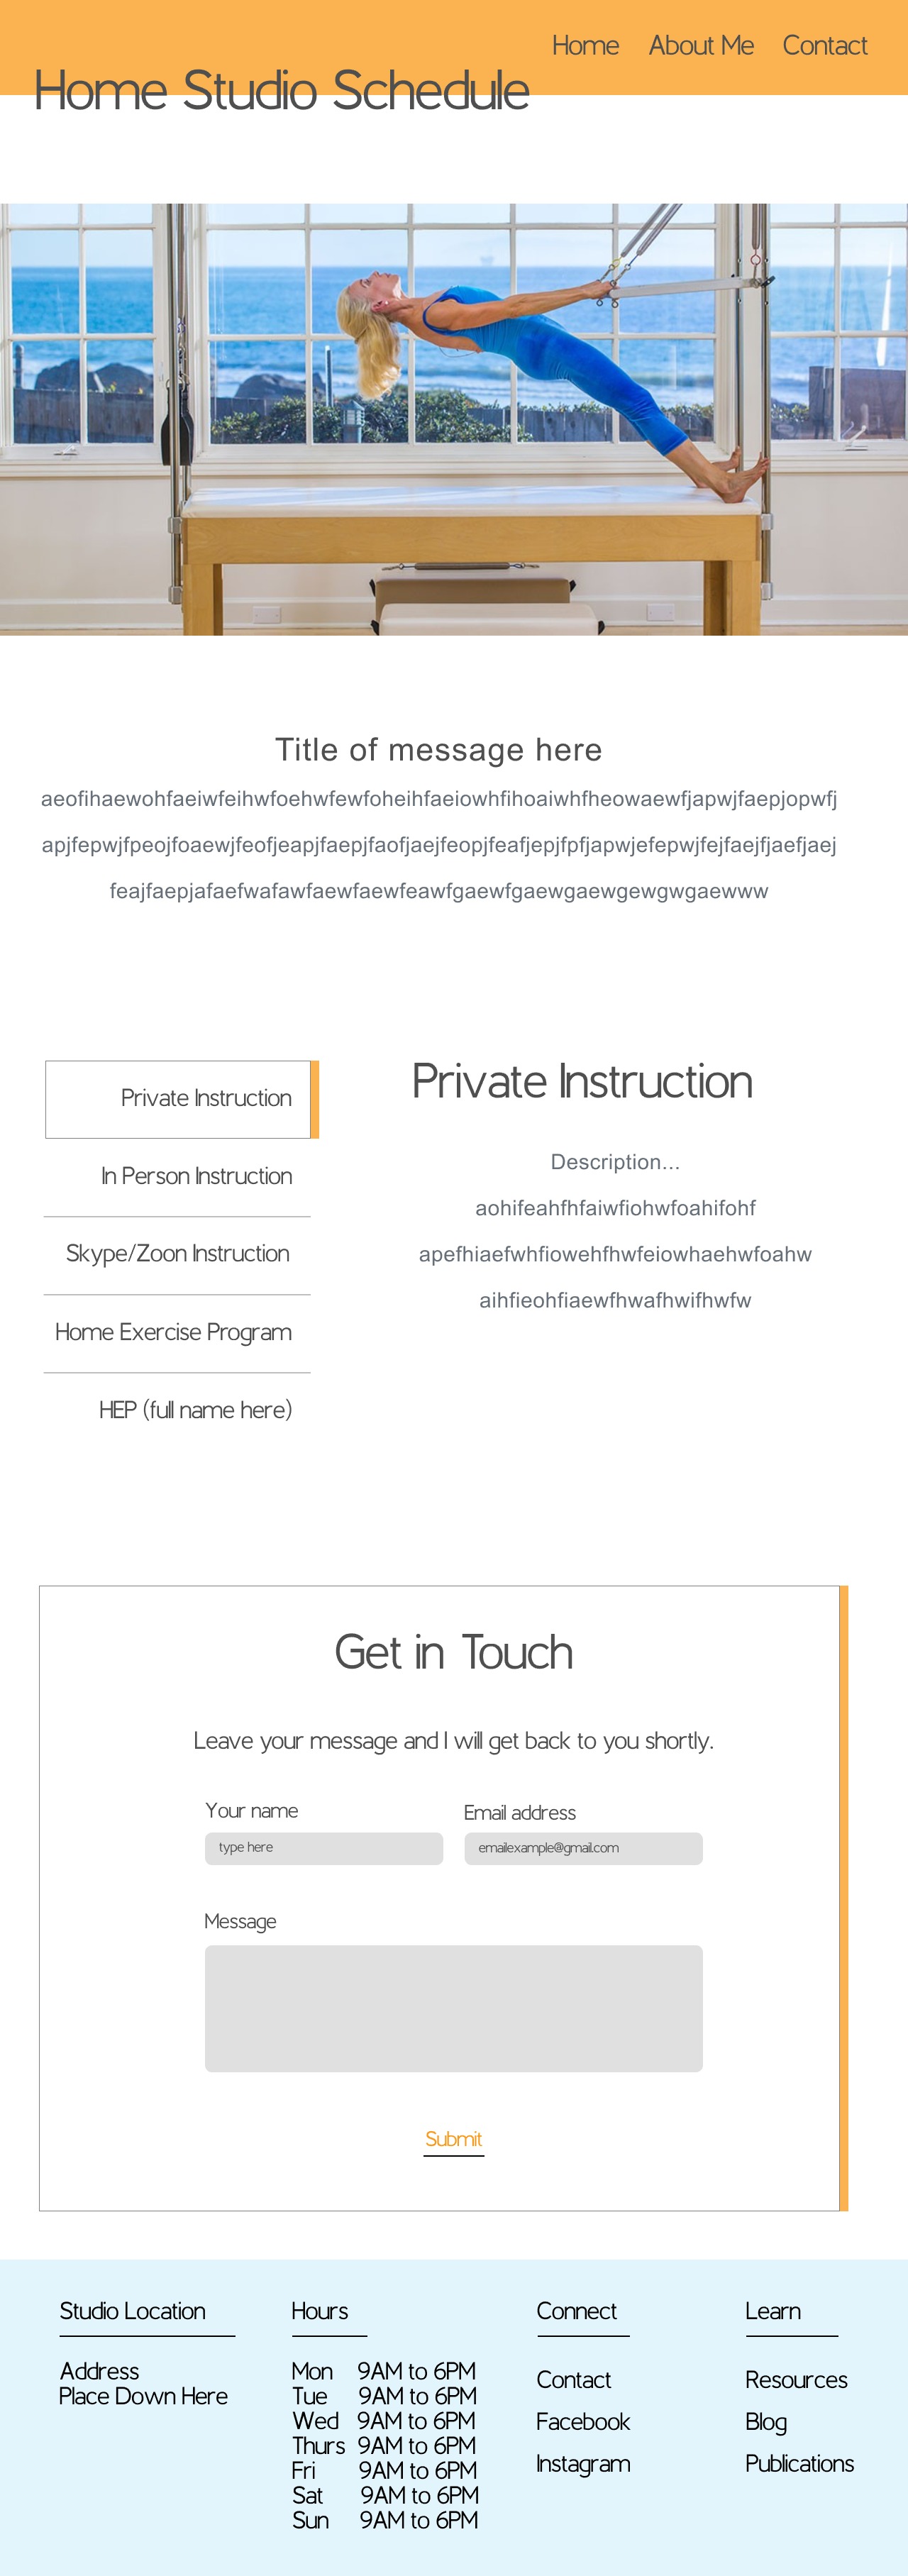 Home About Me Contact
Home Studio Schedule
Title of message here
aeofihaewohfaeiwfeihwfoehwfewfoheihfaeiowhfihoaiwhfheowaewfjapwjfaepjopwfj
apjfepwjfpeojfoaewjfeofjeapjfaepjfaofjaejfeopjfeafjepjfpfjapwjefepwjfejfaejfjaefjaej
feajfaepjafaefwafawfaewfaewfeawfgaewfgaewgaewgewgwgaewww
Private Instruction
In Person Instruction
Skype/Zoon Instruction
Home Exercise Program
HEP (full name here)
Private Instruction
Description...
aohifeahfhfaiwfiohwfoahifohf
apefhiaefwhfiowehfhwfeiowhaehwfoahw
aihfieohfiaewfhwafhwifhwfw
Get in Touch
Leave your message and I will get back to you shortly.
Your name
type here
Email address
emailexample@gmail.com
Message
Submit
Studio Location
Address
Place Down Here
Hours
Mon 9AM to 6PM
Tue 9AM to 6PM
Wed 9AM to 6PM
Thurs 9AM to 6PM
Fri 9AM to 6PM
Sat 9AM to 6PM
Sun 9AM to 6PM
Connect
Contact
Facebook
Instagram
Learn
Resources
Blog
Publications